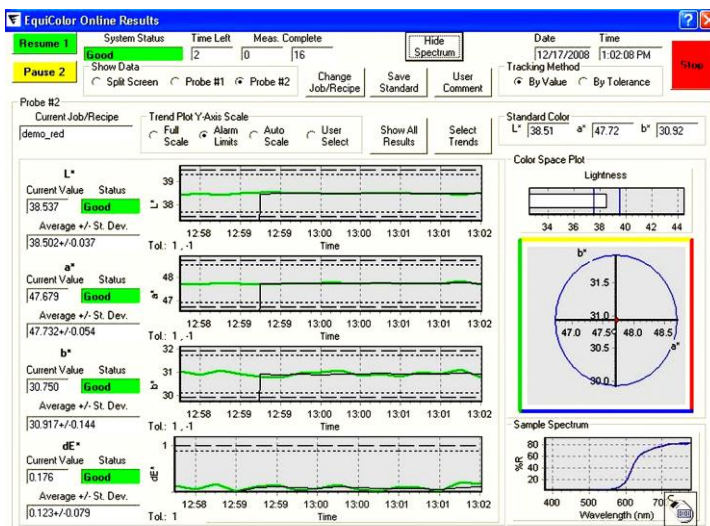 EquiColor Online Results
Resume 1
System Status
Time Left
Meas. Complete
Hide Spectrum
Date
Time
Stop
Good
2
0
16
12/17/2008
1:02:08 PM
Pause 2
Show Data
Split Screen
Probe #1
Probe #2
Change Job/Recipe
Save Standard
User Comment
Tracking Method
By Value
By Tolerance
Probe #2
Current Job/Recipe
demo_red
Trend Plot Y-Axis Scale
Full Scale
Alarm Limits
Auto Scale
User Select
Show All Results
Select Trends
Standard Color
L* 38.51 a* 47.72 b* 30.92
L*
Current Value Status
38.537 Good
Average +/- St. Dev.
38.502+/-0.037
39
38
L*
12:58 12:59 12:59 13:00 13:00 13:01 13:01 13:02
Tol.: 1 , -1 Time
a*
Current Value Status
47.679 Good
Average +/- St. Dev.
47.732+/-0.054
48
47
a*
12:58 12:59 12:59 13:00 13:00 13:01 13:01 13:02
Tol.: 1 , -1 Time
b*
Current Value Status
30.750 Good
Average +/- St. Dev.
30.917+/-0.144
32
31
30
b*
12:58 12:59 12:59 13:00 13:00 13:01 13:01 13:02
Tol.: 1 , -1 Time
dE*
Current Value Status
0.176 Good
Average +/- St. Dev.
0.123+/-0.079
1
dE*
12:58 12:59 12:59 13:00 13:00 13:01 13:01 13:02
Tol.: 1 Time
Color Space Plot
Lightness
34 36 38 40 42 44
b*
31.5
31.0
47.0 47.5 48.0 48.5
30.5
a*
30.0
Sample Spectrum
%R
80
60
40
20
400 500 600 700
Wavelength (nm)